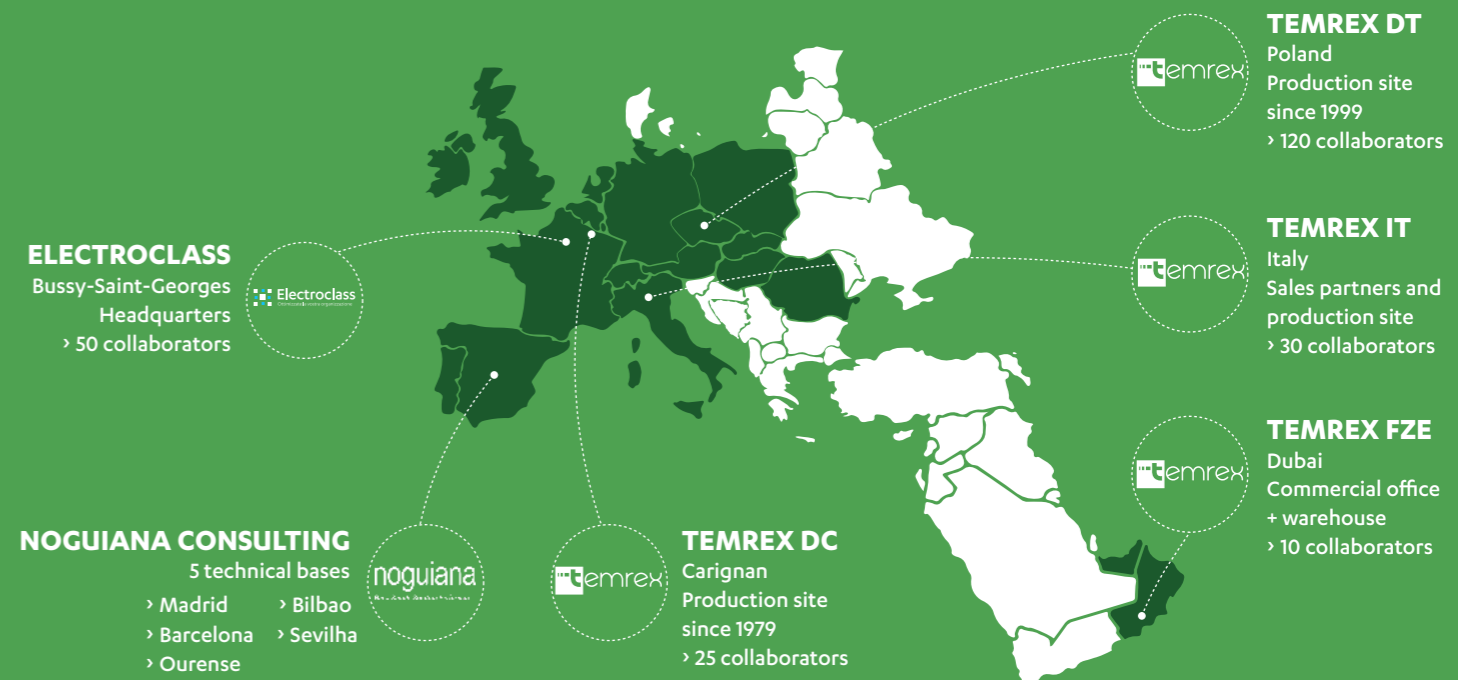 TEMREX DT
Poland
Production site
since 1999
› 120 collaborators
temrex
ELECTROCLASS
Bussy-Saint-Georges
Headquarters
› 50 collaborators
Electroclass
TEMREX IT
Italy
Sales partners and
production site
› 30 collaborators
temrex
TEMREX FZE
Dubai
Commercial office
+ warehouse
› 10 collaborators
temrex
NOGUIANA CONSULTING
5 technical bases
› Madrid › Bilbao
› Barcelona › Sevilha
› Ourense
noguiana
temrex
TEMREX DC
Carignan
Production site
since 1979
› 25 collaborators